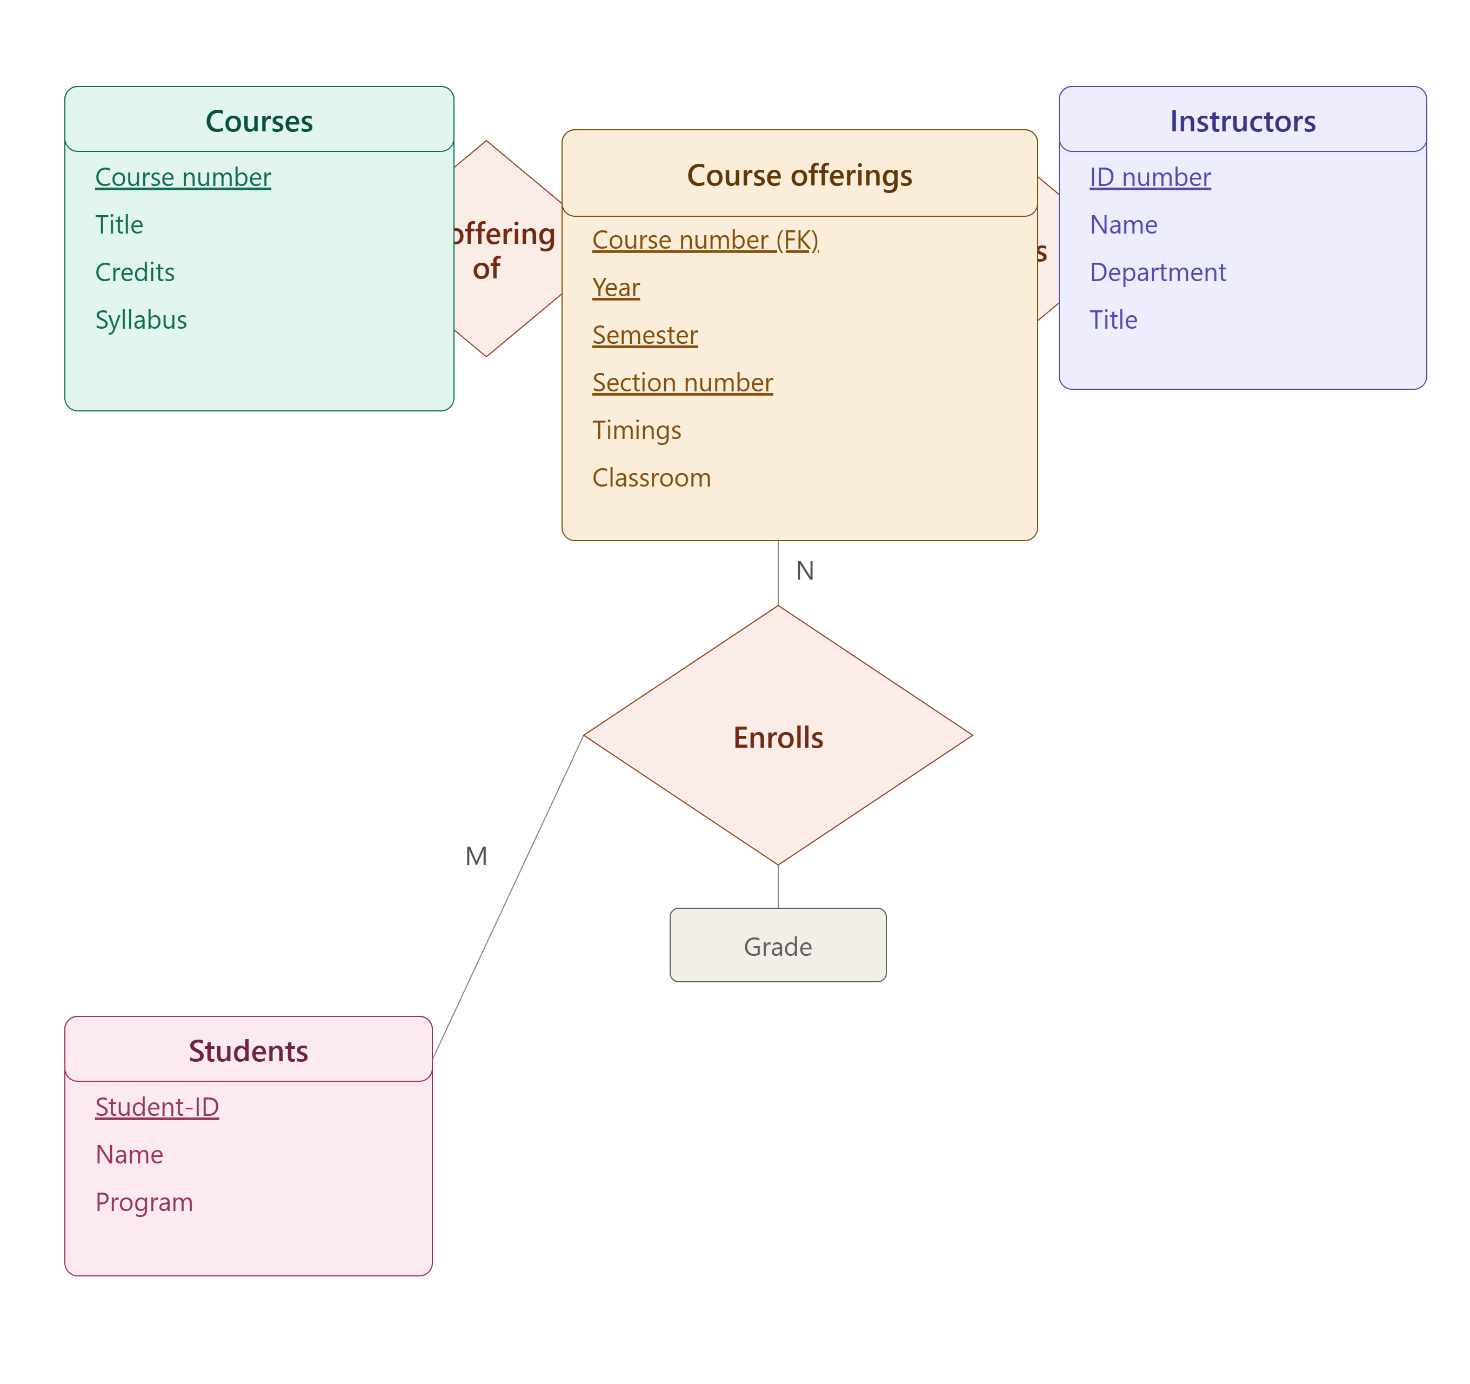 Courses
Course number
Title
Credits
Syllabus
offering
of
Course offerings
Course number (FK)
Year
Semester
Section number
Timings
Classroom
Instructors
ID number
Name
Department
Title
N
Enrolls
M
Grade
Students
Student-ID
Name
Program